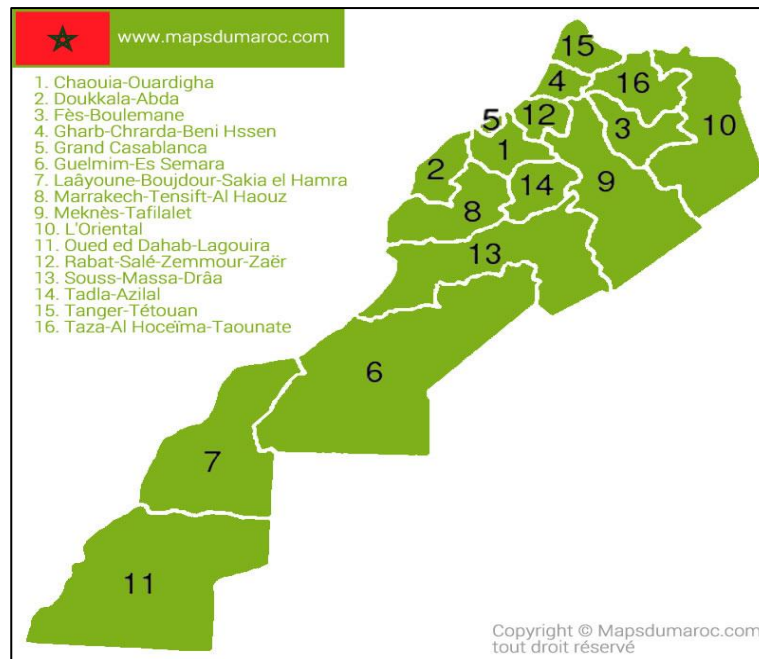 www.mapsdumaroc.com
1. Chaouia-Ouardigha
2. Doukkala-Abda
3. Fès-Boulemane
4. Gharb-Chrarda-Beni Hssen
5. Grand Casablanca
6. Guelmim-Es Semara
7. Laâyoune-Boujdour-Sakia el Hamra
8. Marrakech-Tensift-Al Haouz
9. Meknès-Tafilalet
10. L'Oriental
11. Oued ed Dahab-Lagouira
12. Rabat-Salé-Zemmour-Zaër
13. Souss-Massa-Drâa
14. Tadla-Azilal
15. Tanger-Tétouan
16. Taza-Al Hoceïma-Taounate
15
4
16
5
12
3
10
1
2
14
9
8
13
6
7
11
Copyright © Mapsdumaroc.com
tout droit réservé